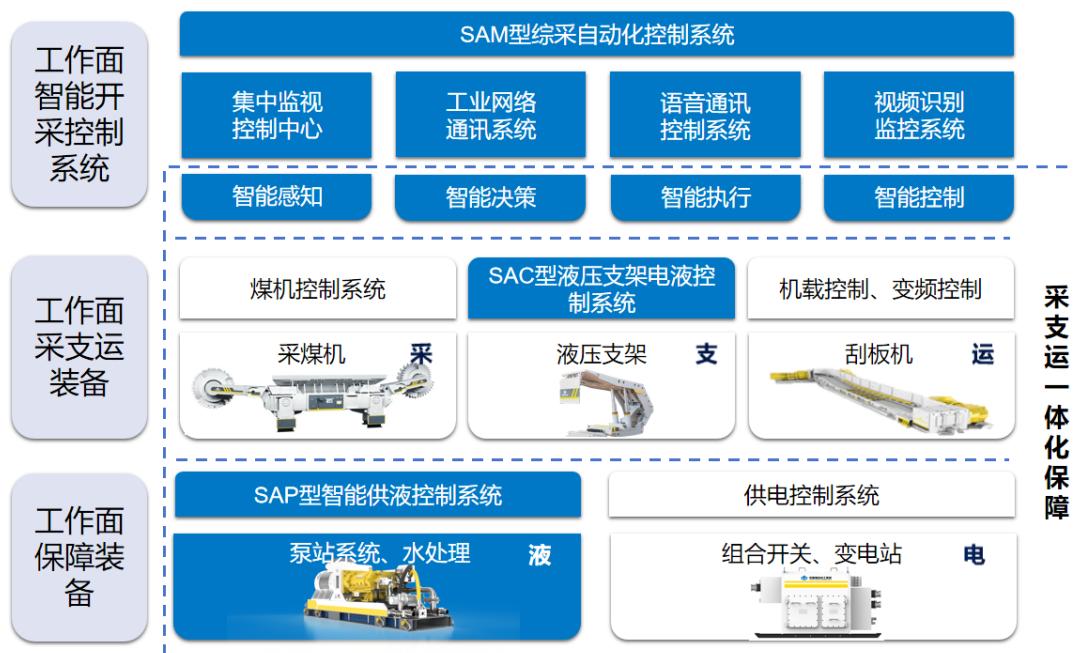 工作面
智能开
采控制
系统
SAM型综采自动化控制系统
集中监视
控制中心
工业网络
通讯系统
语音通讯
控制系统
视频识别
监控系统
智能感知
智能决策
智能执行
智能控制
工作面
采支运
装备
煤机控制系统
SAC型液压支架电液控
制系统
机载控制、变频控制
采煤机
采
液压支架
支
刮板机
运
工作面
保障装
备
SAP型智能供液控制系统
供电控制系统
泵站系统、水处理
液
组合开关、变电站
电
采支运一体化保障